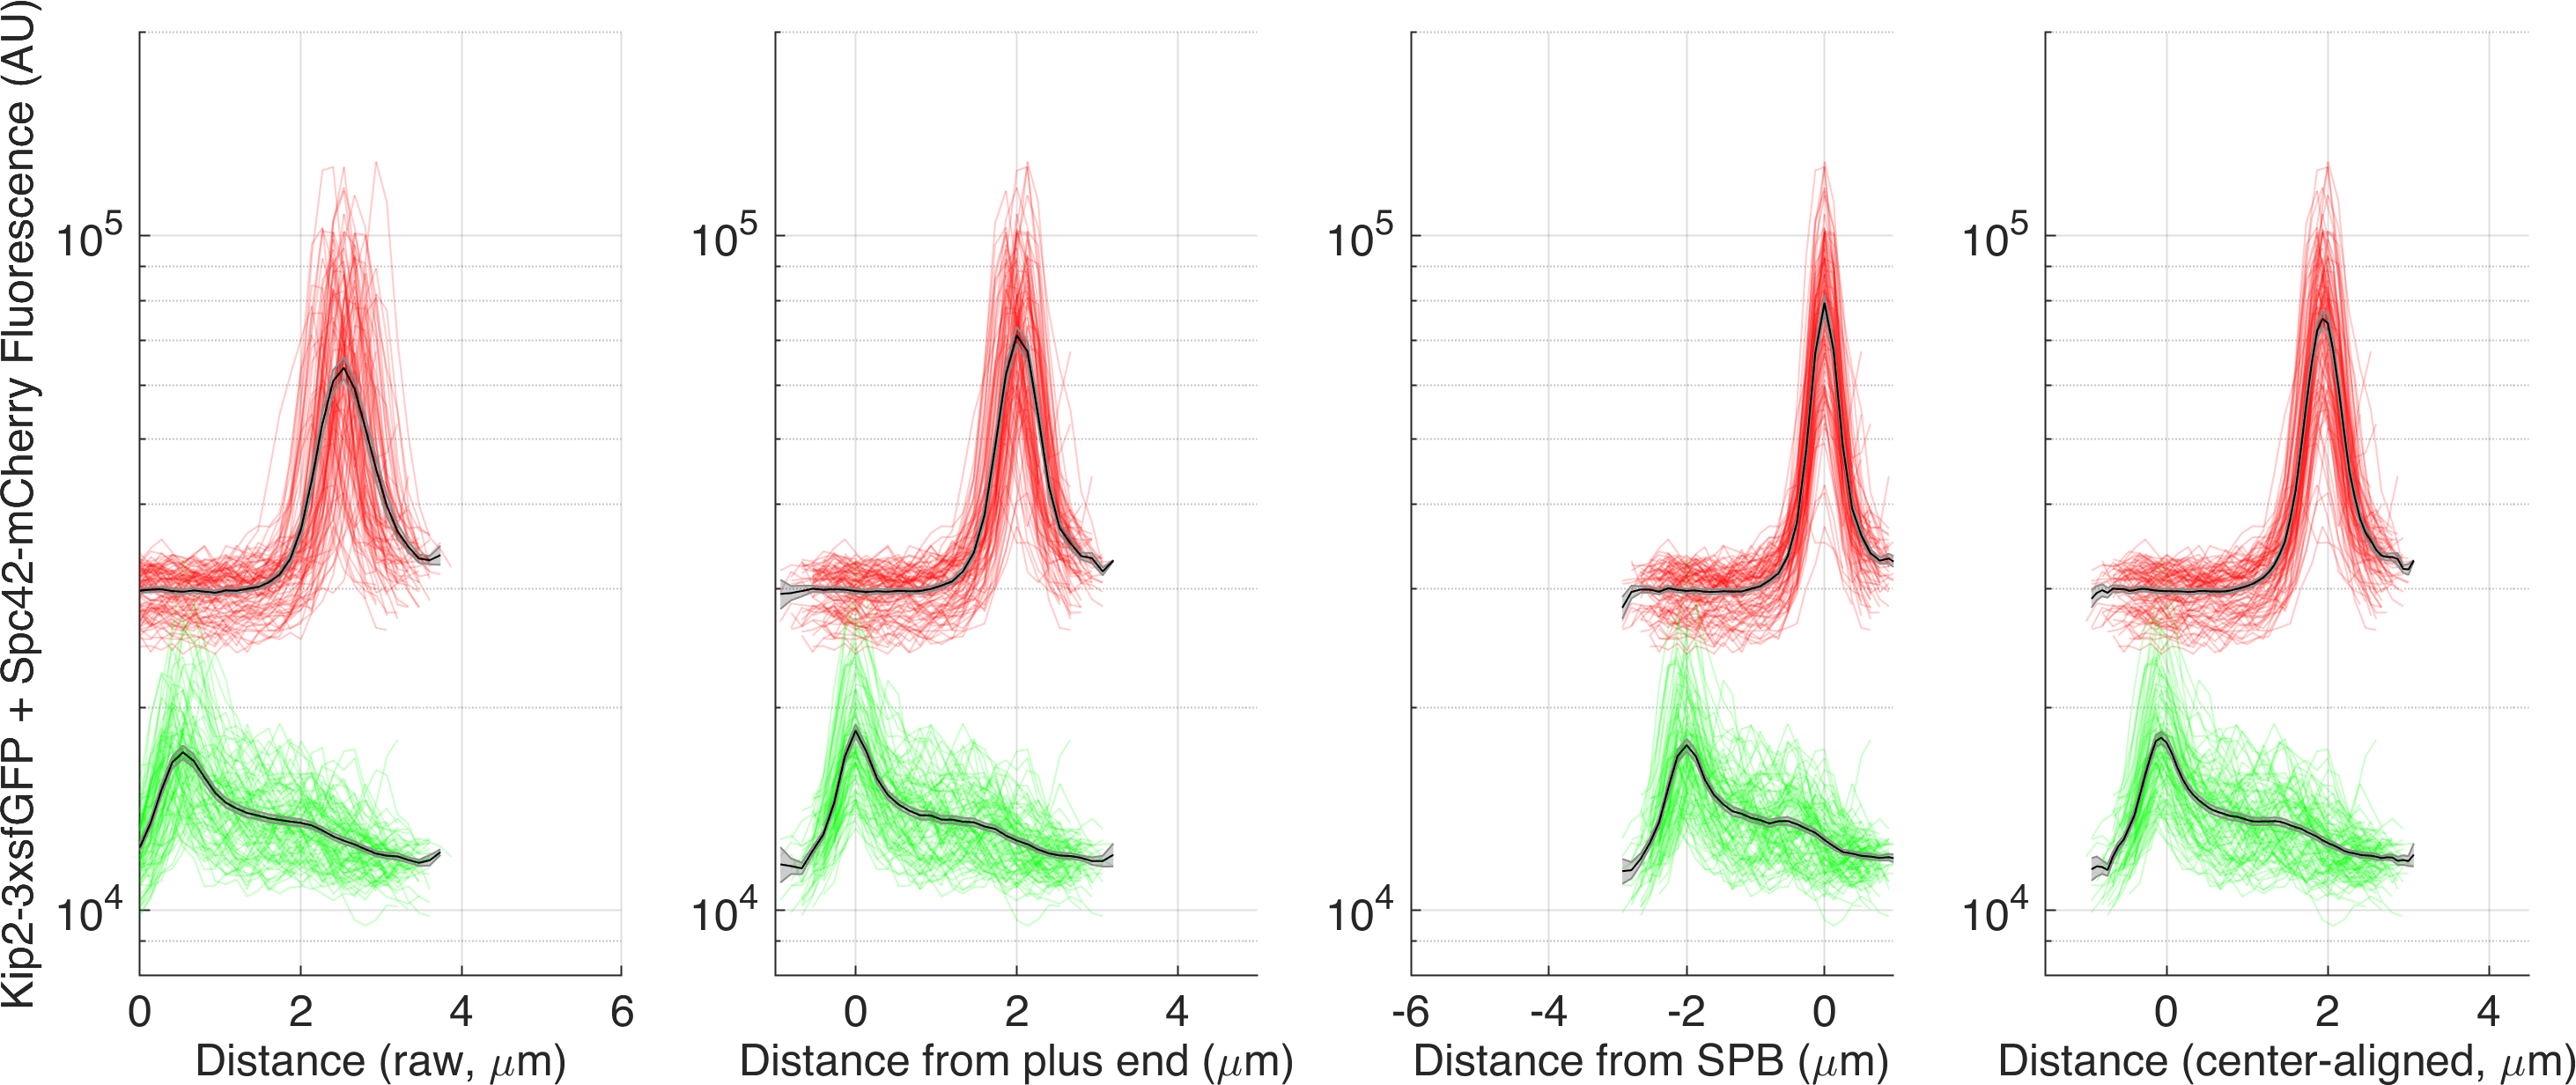 Kip2-3xsfGFP + Spc42-mCherry Fluorescence (AU)
10^5
10^4
0 2 4 6
Distance (raw, μm)
10^5
10^4
0 2 4
Distance from plus end (μm)
10^5
10^4
-6 -4 -2 0
Distance from SPB (μm)
10^5
10^4
0 2 4
Distance (center-aligned, μm)